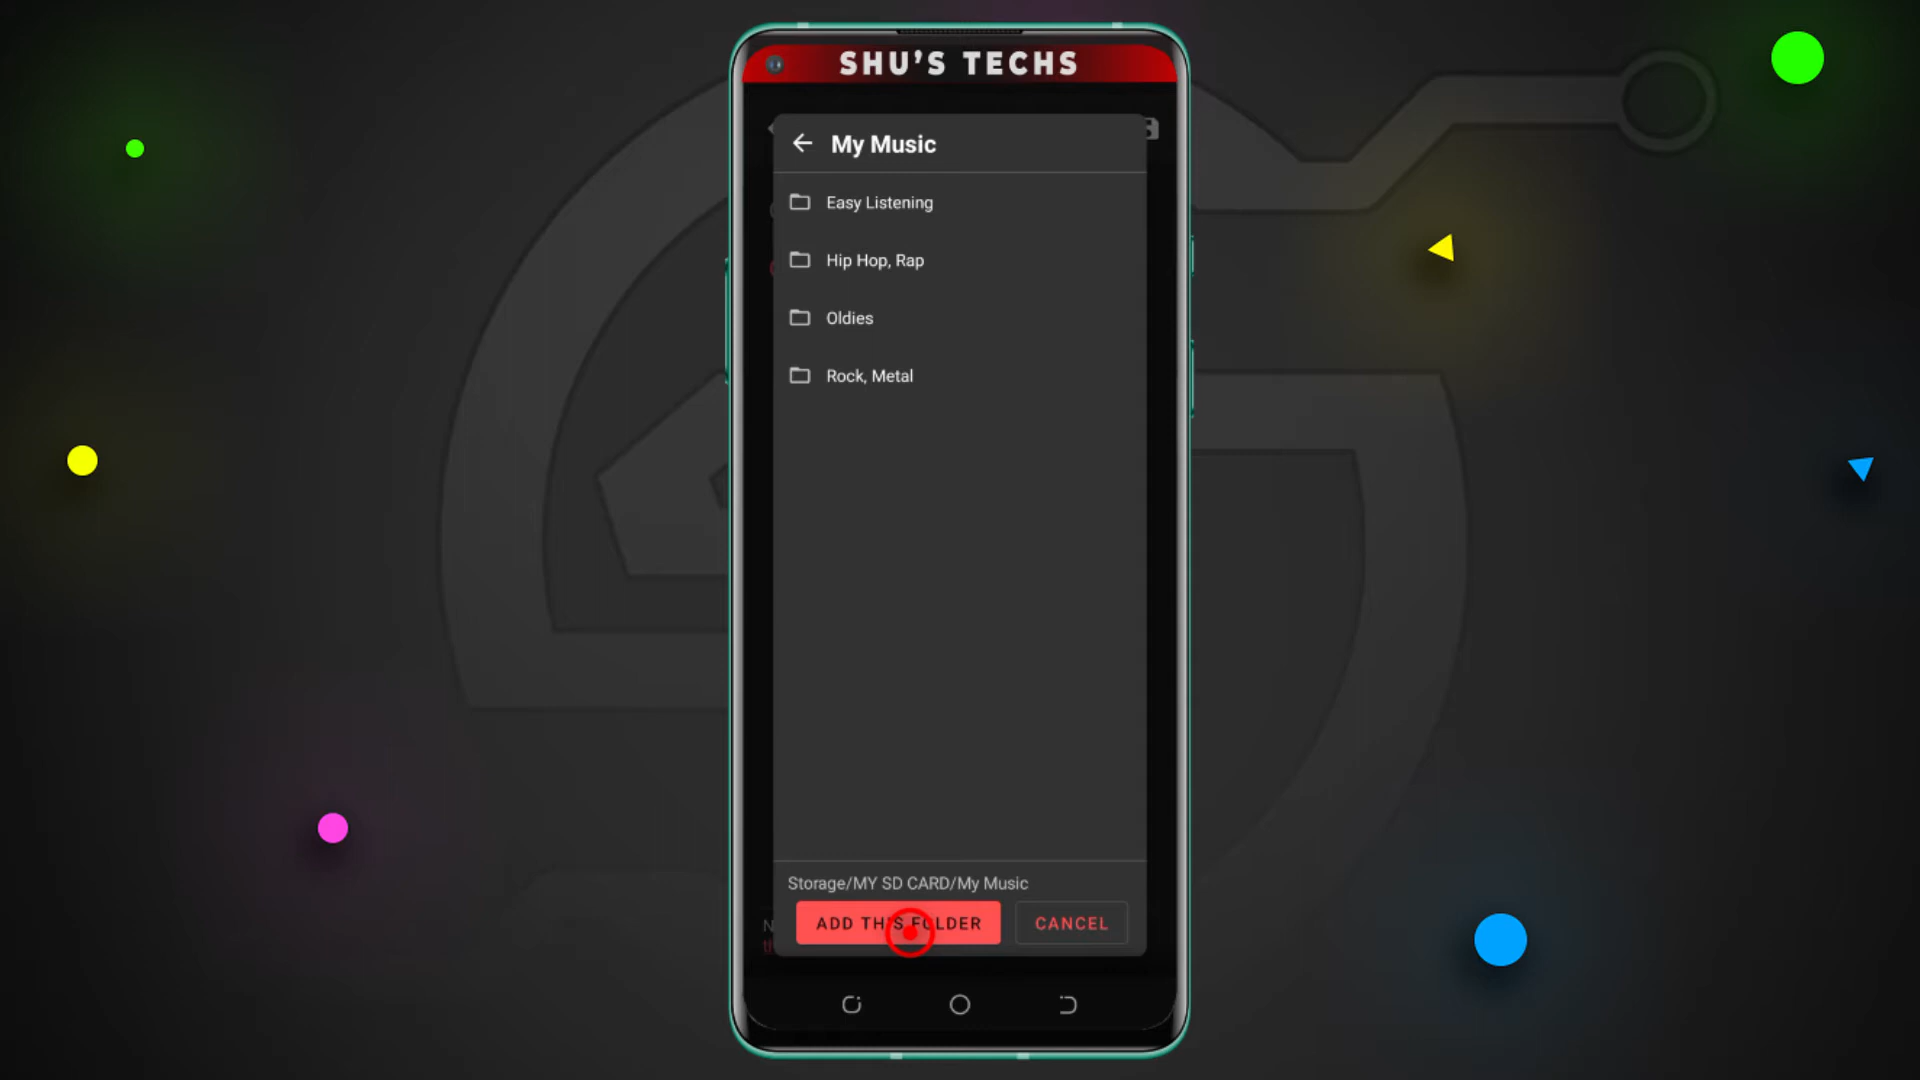 SHU'S TECHS
My Music
Easy Listening
Hip Hop, Rap
Oldies
Rock, Metal
Storage/MY SD CARD/My Music
ADD THIS FOLDER
CANCEL